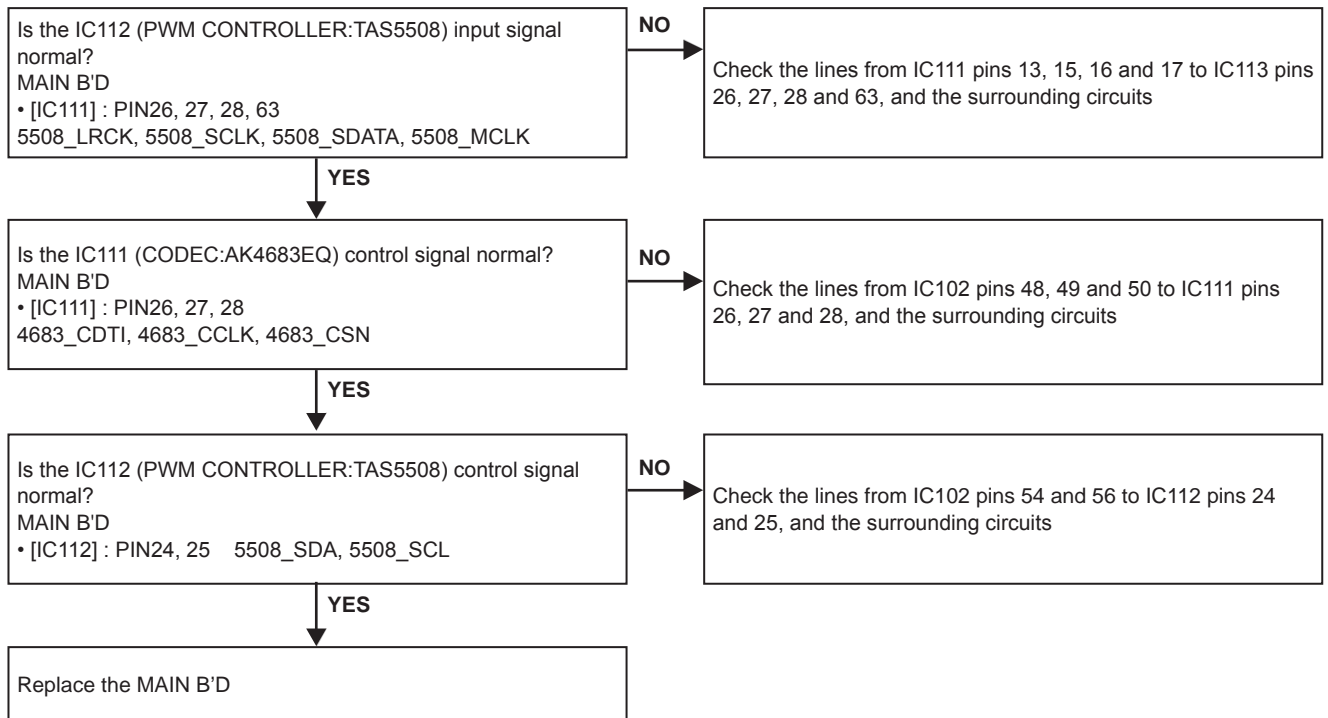 Is the IC112 (PWM CONTROLLER:TAS5508) input signal
normal?
MAIN B'D
• [IC111] : PIN26, 27, 28, 63
5508_LRCK, 5508_SCLK, 5508_SDATA, 5508_MCLK
NO
Check the lines from IC111 pins 13, 15, 16 and 17 to IC113 pins
26, 27, 28 and 63, and the surrounding circuits
YES
Is the IC111 (CODEC:AK4683EQ) control signal normal?
MAIN B'D
• [IC111] : PIN26, 27, 28
4683_CDTI, 4683_CCLK, 4683_CSN
NO
Check the lines from IC102 pins 48, 49 and 50 to IC111 pins
26, 27 and 28, and the surrounding circuits
YES
Is the IC112 (PWM CONTROLLER:TAS5508) control signal
normal?
MAIN B'D
• [IC112] : PIN24, 25 5508_SDA, 5508_SCL
NO
Check the lines from IC102 pins 54 and 56 to IC112 pins 24
and 25, and the surrounding circuits
YES
Replace the MAIN B’D